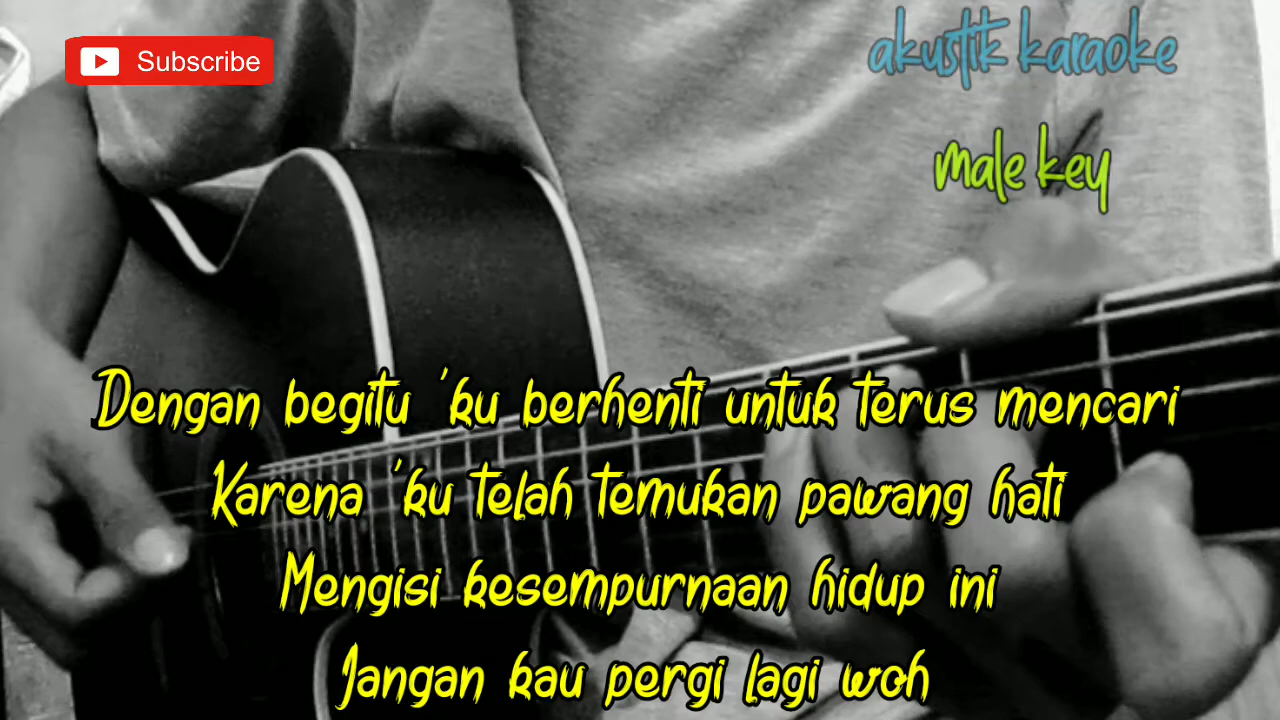 Subscribe
akustik karaoke
male key
Dengan begitu 'ku berhenti untuk terus mencari
Karena 'ku telah temukan pawang hati
Mengisi kesempurnaan hidup ini
Jangan kau pergi lagi woh